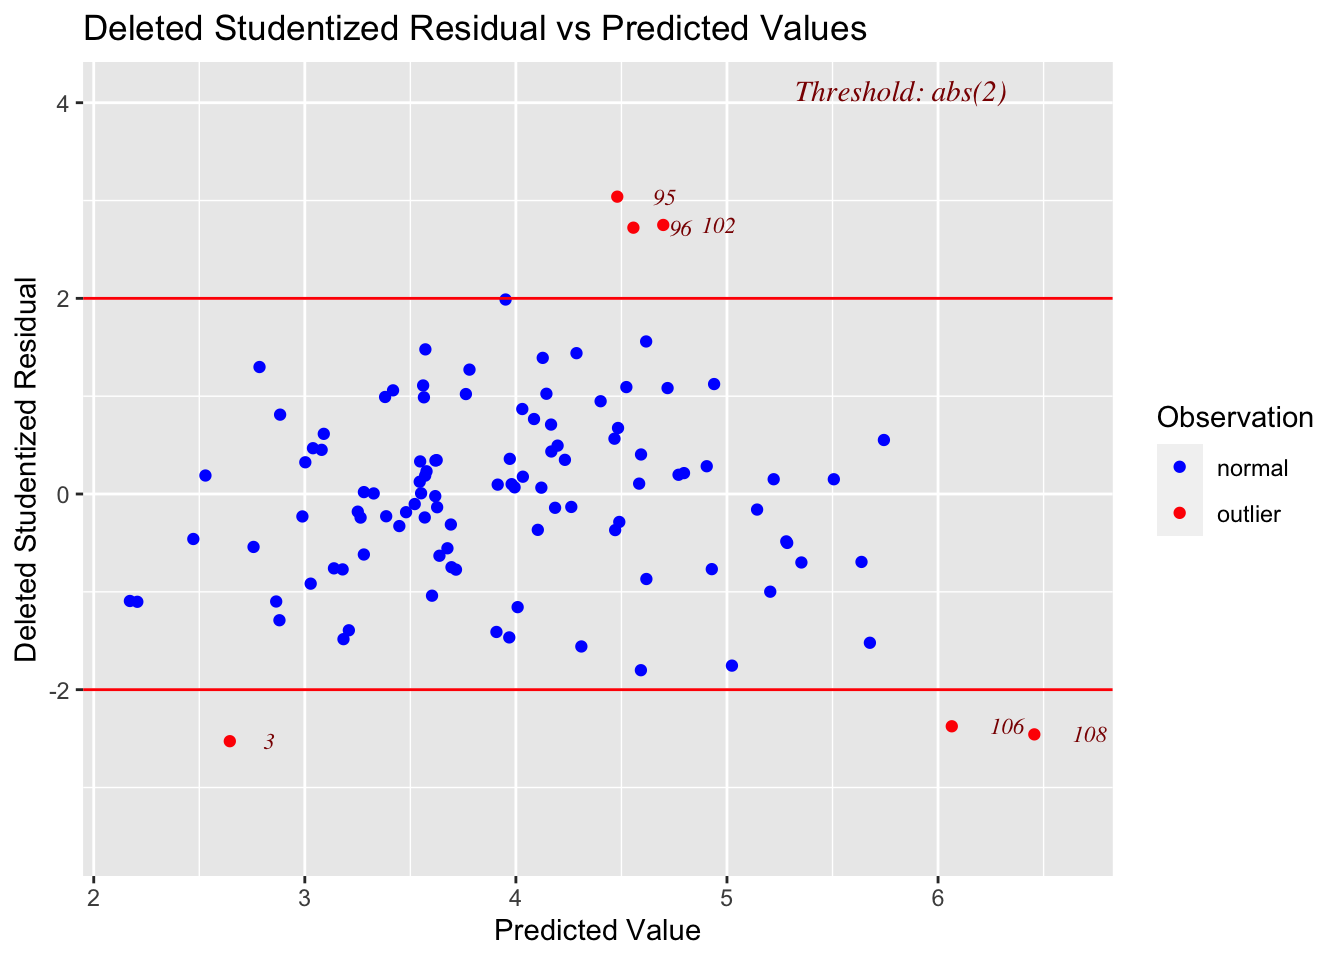 Deleted Studentized Residual vs Predicted Values
Threshold: abs(2)
4
2
0
-2
Deleted Studentized Residual
95
96
102
3
106
108
2
3
4
5
6
Predicted Value
Observation
normal
outlier